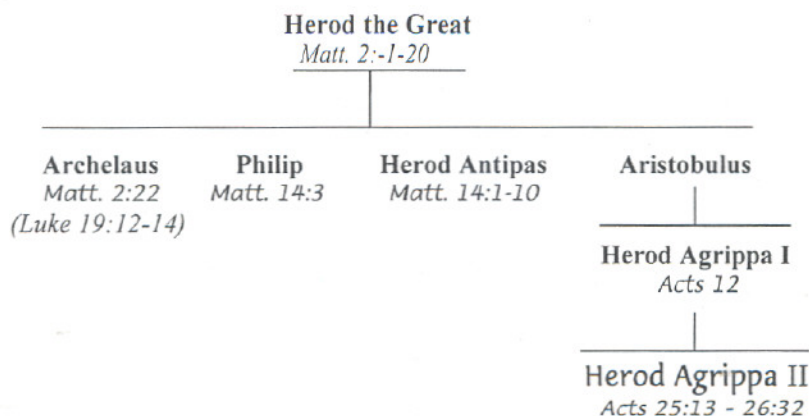 Herod the Great
Matt. 2:-1-20
Archelaus
Matt. 2:22
(Luke 19:12-14)
Philip
Matt. 14:3
Herod Antipas
Matt. 14:1-10
Aristobulus
Herod Agrippa I
Acts 12
Herod Agrippa II
Acts 25:13 - 26:32